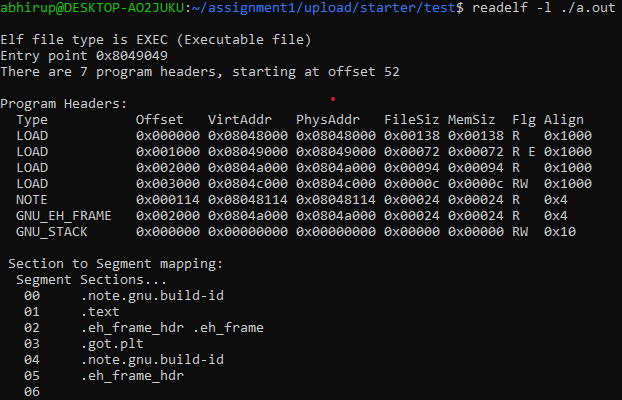 abhirup@DESKTOP-AO2JUKU:~/assignment1/upload/starter/test$ readelf -l ./a.out
Elf file type is EXEC (Executable file)
Entry point 0x8049049
There are 7 program headers, starting at offset 52
Program Headers:
Type Offset VirtAddr PhysAddr FileSiz MemSiz Flg Align
LOAD 0x000000 0x08048000 0x08048000 0x00138 0x00138 R 0x1000
LOAD 0x001000 0x08049000 0x08049000 0x00072 0x00072 R E 0x1000
LOAD 0x002000 0x0804a000 0x0804a000 0x00094 0x00094 R 0x1000
LOAD 0x003000 0x0804c000 0x0804c000 0x0000c 0x0000c RW 0x1000
NOTE 0x000114 0x08048114 0x08048114 0x00024 0x00024 R 0x4
GNU_EH_FRAME 0x002000 0x0804a000 0x0804a000 0x00024 0x00024 R 0x4
GNU_STACK 0x000000 0x00000000 0x00000000 0x00000 0x00000 RW 0x10
Section to Segment mapping:
Segment Sections...
00 .note.gnu.build-id
01 .text
02 .eh_frame_hdr .eh_frame
03 .got.plt
04 .note.gnu.build-id
05 .eh_frame_hdr
06